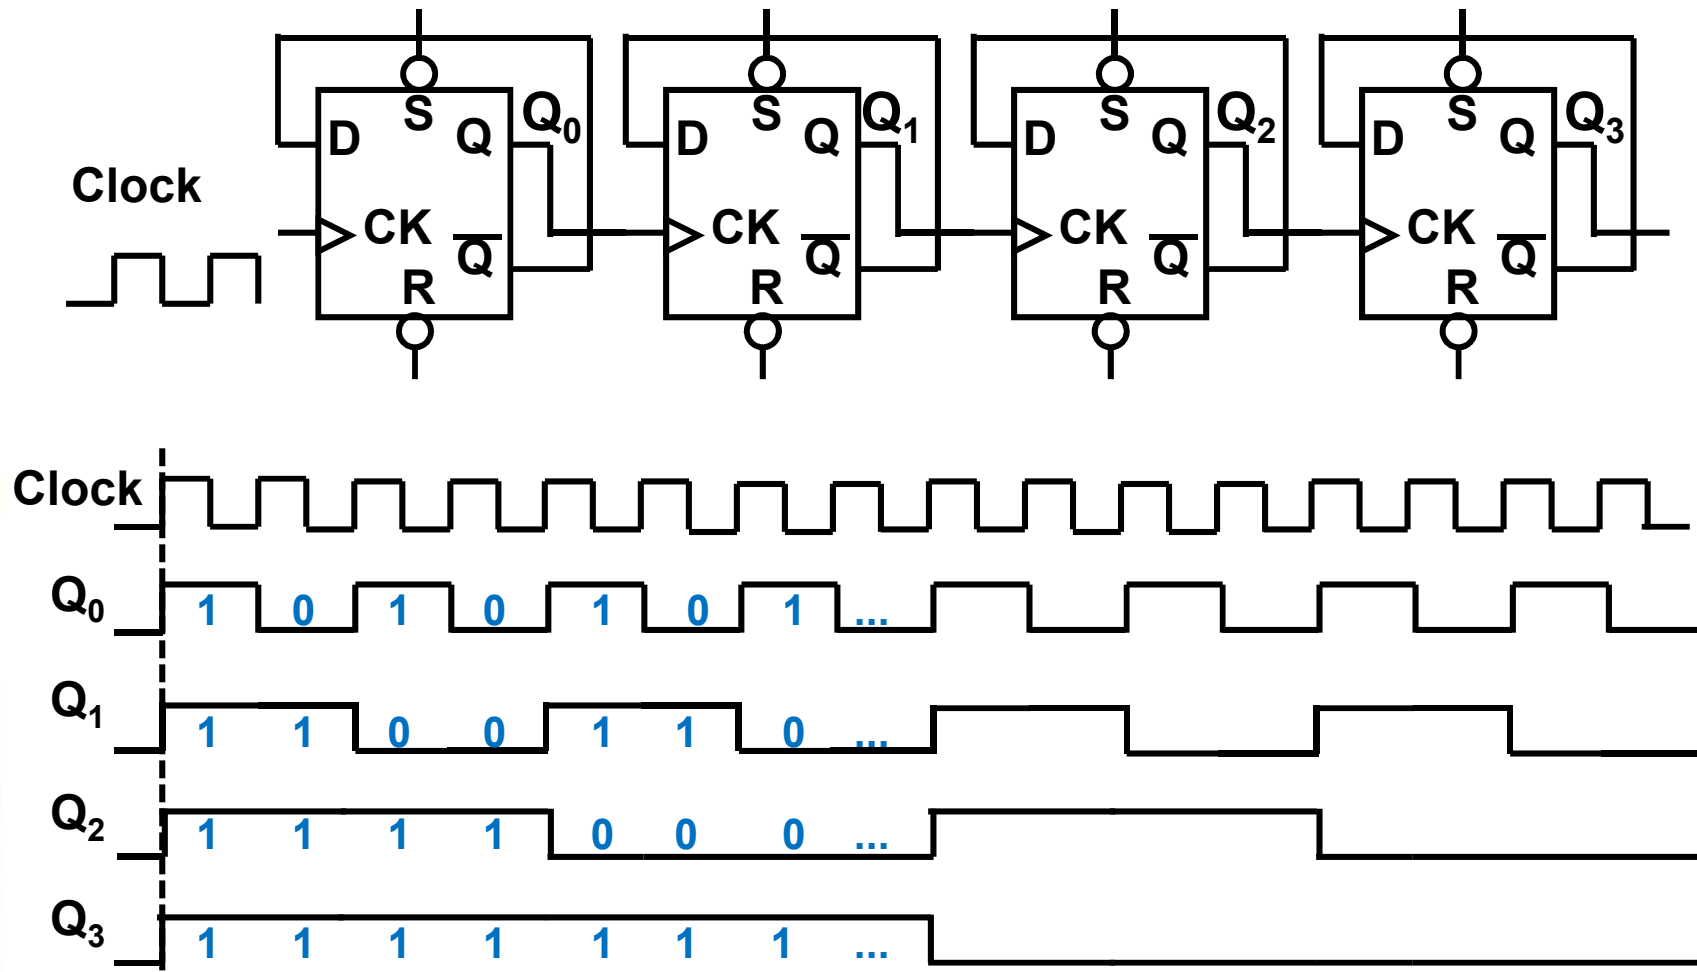 S Q₀ S Q₁ S Q₂ S Q₃
D Q D Q D Q D Q
Clock
CK Q̅ CK Q̅ CK Q̅ CK Q̅
R R R R
Clock
Q₀ 1 0 1 0 1 0 1 ...
Q₁ 1 1 0 0 1 1 0 ...
Q₂ 1 1 1 1 0 0 0 ...
Q₃ 1 1 1 1 1 1 1 ...